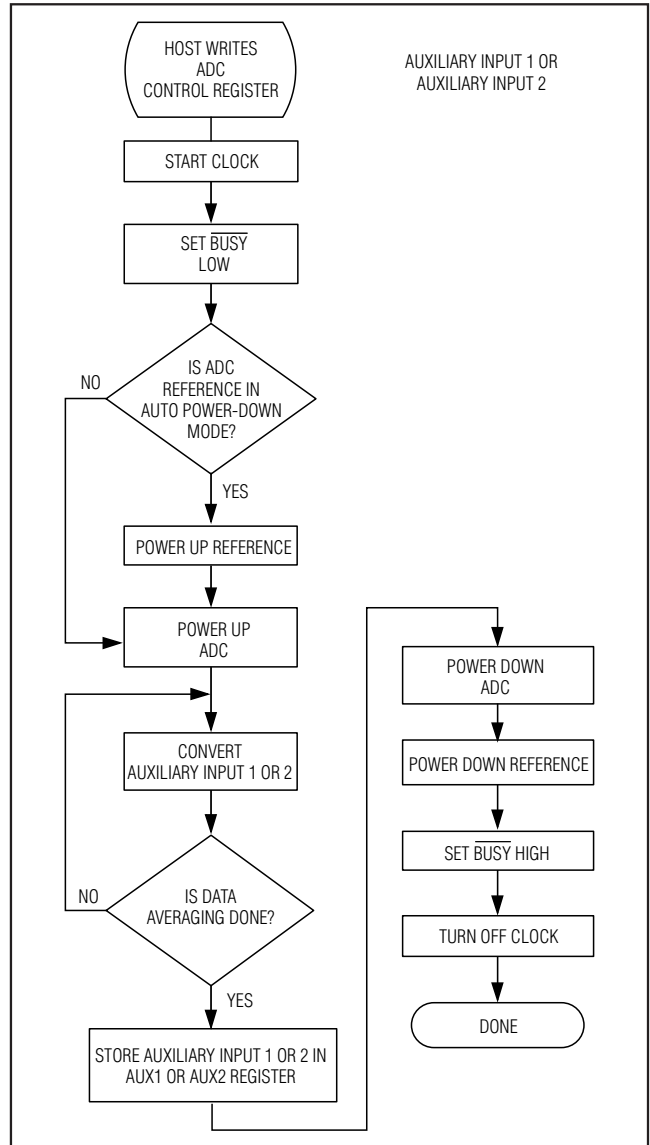 HOST WRITES
ADC
CONTROL REGISTER
AUXILIARY INPUT 1 OR
AUXILIARY INPUT 2
START CLOCK
SET B̅U̅S̅Y̅
LOW
IS ADC
REFERENCE IN
AUTO POWER-DOWN
MODE?
NO
YES
POWER UP REFERENCE
POWER UP
ADC
CONVERT
AUXILIARY INPUT 1 OR 2
IS DATA
AVERAGING DONE?
NO
YES
STORE AUXILIARY INPUT 1 OR 2 IN
AUX1 OR AUX2 REGISTER
POWER DOWN
ADC
POWER DOWN REFERENCE
SET B̅U̅S̅Y̅ HIGH
TURN OFF CLOCK
DONE